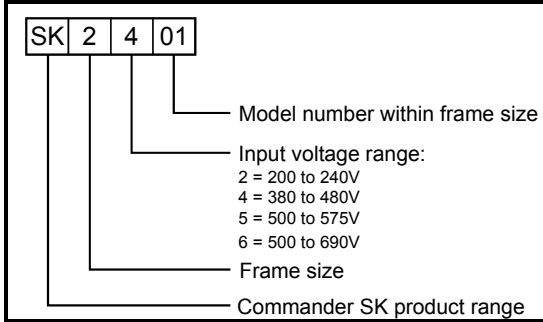 SK 2 4 01
Model number within frame size
Input voltage range:
2 = 200 to 240V
4 = 380 to 480V
5 = 500 to 575V
6 = 500 to 690V
Frame size
Commander SK product range